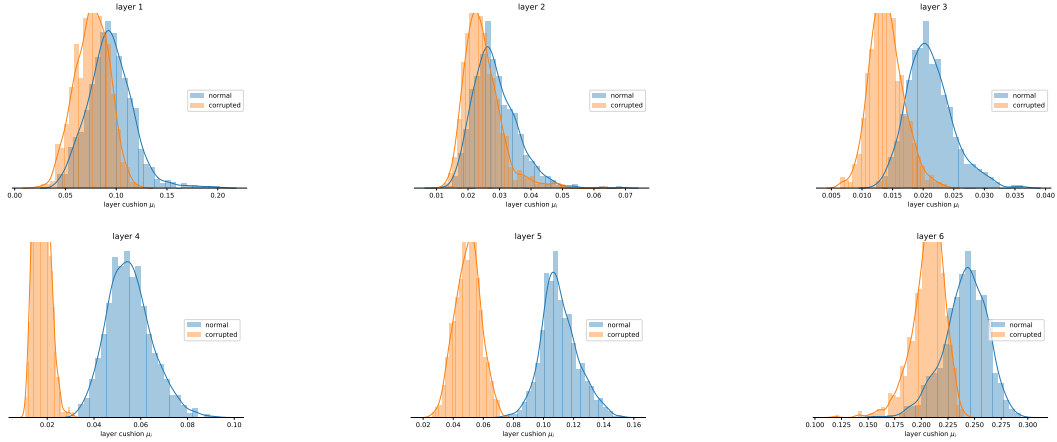 layer 1
normal
corrupted
0.00 0.05 0.10 0.15 0.20
layer cushion μi
layer 2
normal
corrupted
0.01 0.02 0.03 0.04 0.05 0.06 0.07
layer cushion μi
layer 3
normal
corrupted
0.005 0.010 0.015 0.020 0.025 0.030 0.035 0.040
layer cushion μi
layer 4
normal
corrupted
0.02 0.04 0.06 0.08 0.10
layer cushion μi
layer 5
normal
corrupted
0.02 0.04 0.06 0.08 0.10 0.12 0.14 0.16
layer cushion μi
layer 6
normal
corrupted
0.100 0.125 0.150 0.175 0.200 0.225 0.250 0.275 0.300
layer cushion μi